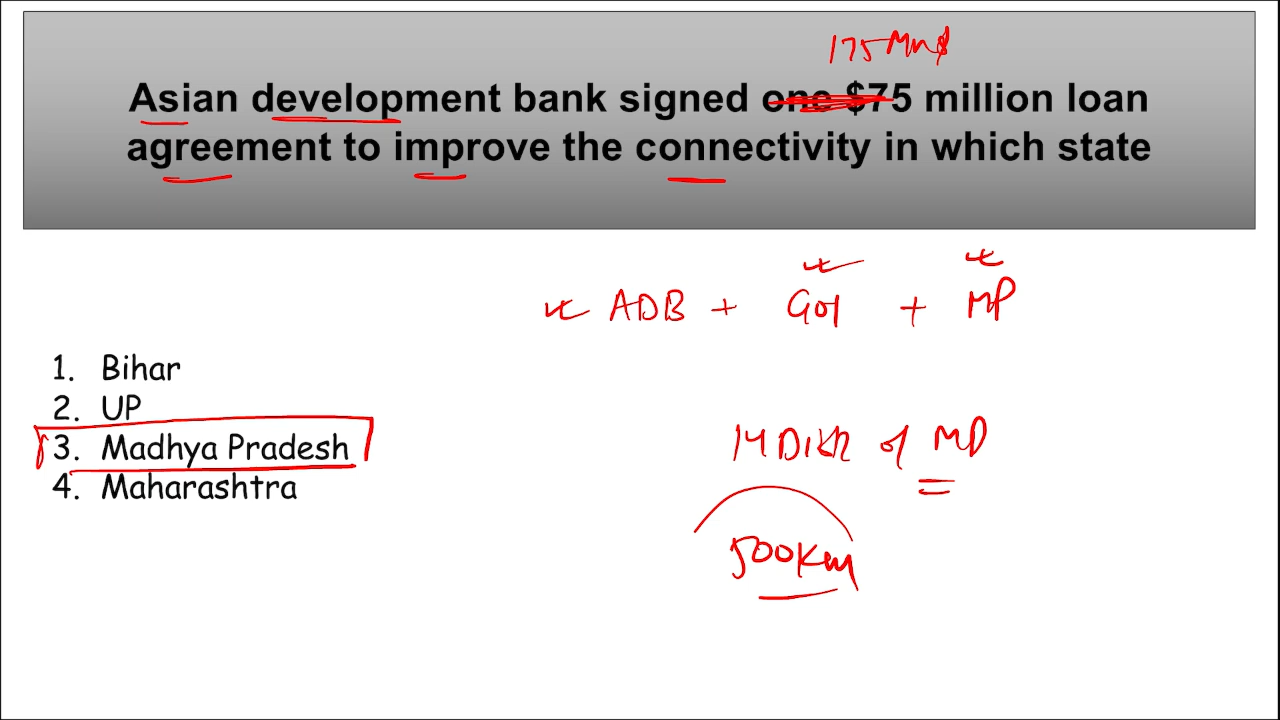 175 Mn $
Asian development bank signed one $75 million loan
agreement to improve the connectivity in which state
ADB + GOI + MP
1. Bihar
2. UP
3. Madhya Pradesh
4. Maharashtra
14 Distt of MP
500Km